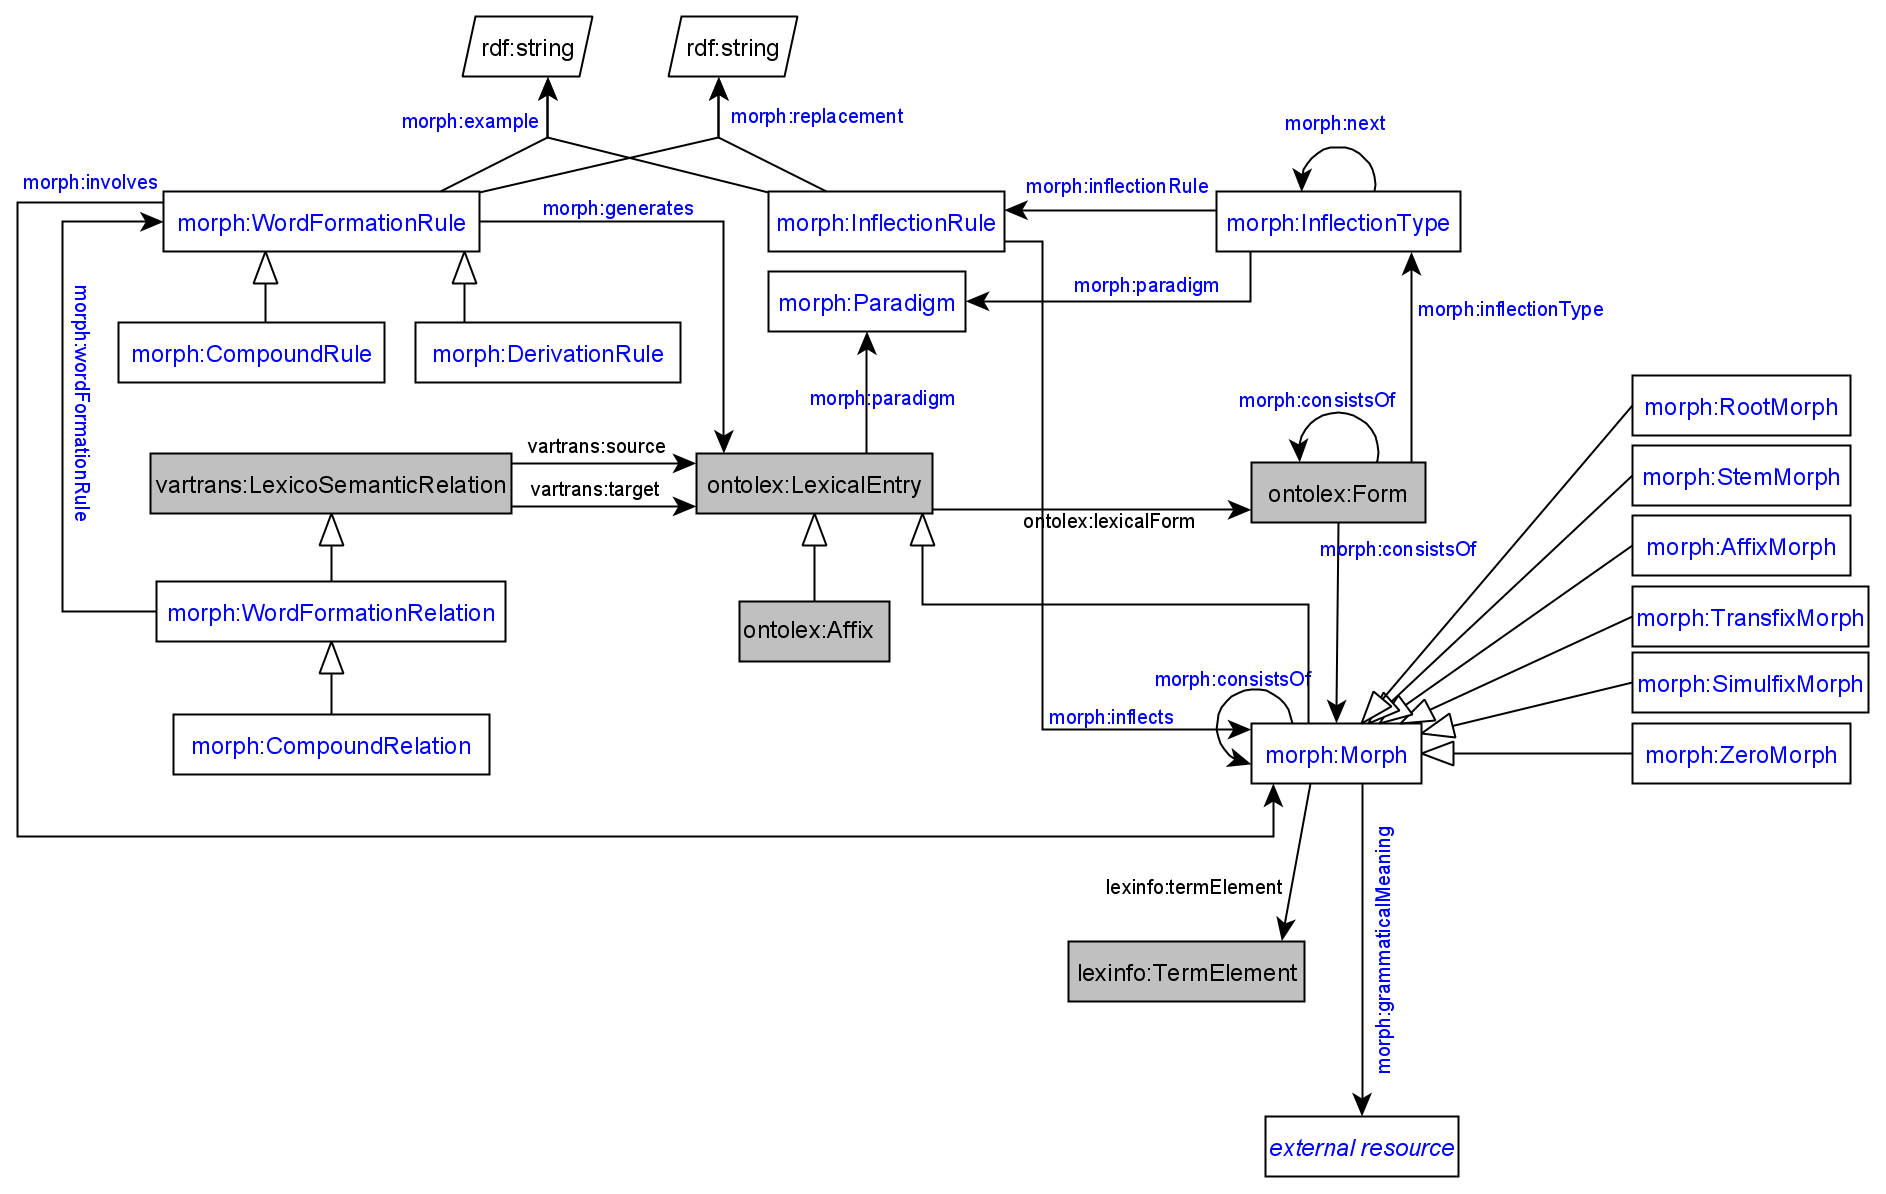 rdf:string
rdf:string
morph:example
morph:replacement
morph:next
morph:involves
morph:inflectionRule
morph:generates
morph:WordFormationRule
morph:InflectionRule
morph:InflectionType
morph:paradigm
morph:Paradigm
morph:inflectionType
morph:wordFormationRule
morph:CompoundRule
morph:DerivationRule
morph:paradigm
morph:consistsOf
morph:RootMorph
vartrans:source
morph:StemMorph
vartrans:LexicoSemanticRelation
vartrans:target
ontolex:LexicalEntry
ontolex:Form
ontolex:lexicalForm
morph:consistsOf
morph:AffixMorph
morph:WordFormationRelation
ontolex:Affix
morph:TransfixMorph
morph:consistsOf
morph:SimulfixMorph
morph:inflects
morph:CompoundRelation
morph:Morph
morph:ZeroMorph
lexinfo:termElement
morph:grammaticalMeaning
lexinfo:TermElement
external resource